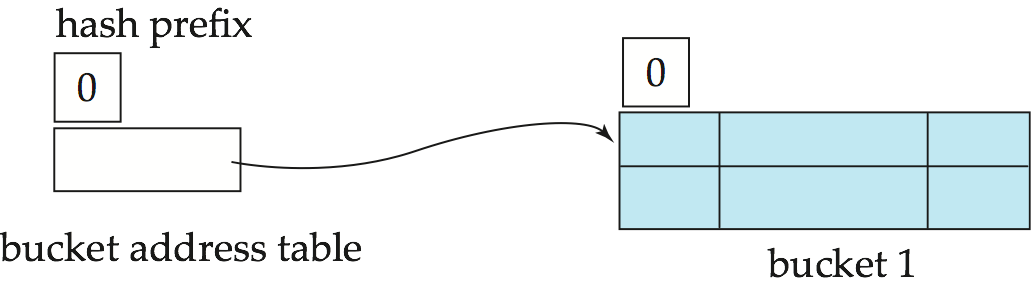 hash prefix
0
0
bucket address table
bucket 1